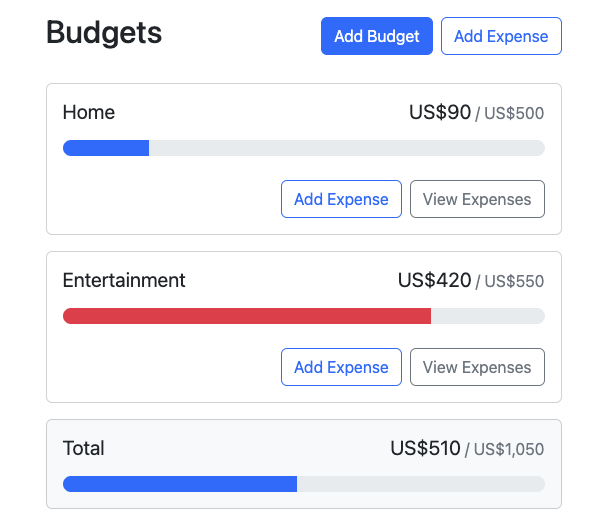 Budgets Add Budget Add Expense
Home US$90 / US$500
Add Expense View Expenses
Entertainment US$420 / US$550
Add Expense View Expenses
Total US$510 / US$1,050